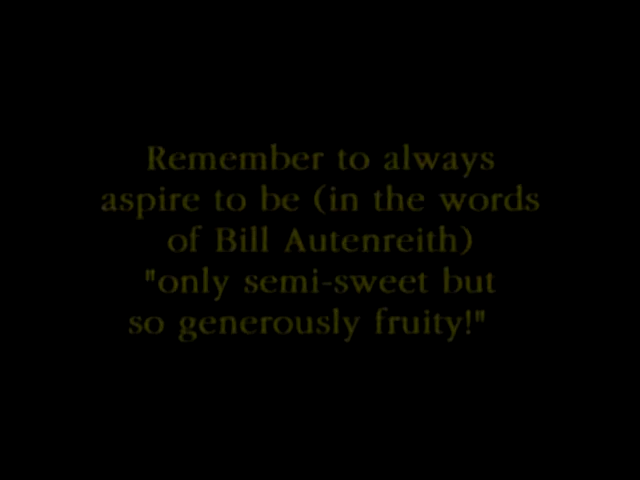 Remember to always
aspire to be (in the words
of Bill Autenreith)
"only semi-sweet but
so generously fruity!"